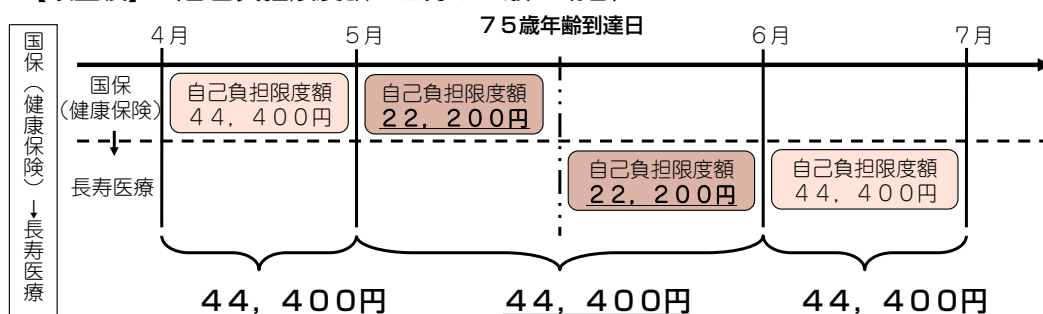 75歳年齢到達日
4月
5月
6月
7月
国保(健康保険)→長寿医療
国保
(健康保険)
長寿医療
自己負担限度額
44,400円
自己負担限度額
22,200円
自己負担限度額
22,200円
自己負担限度額
44,400円
44,400円
44,400円
44,400円